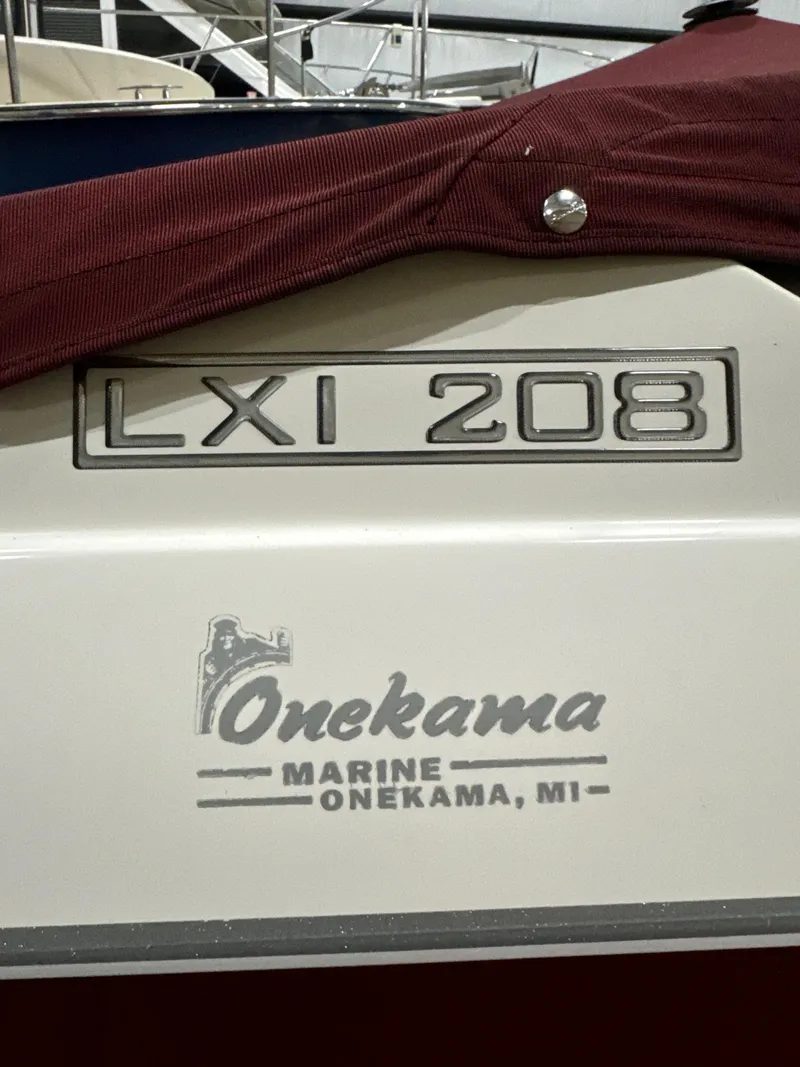 LXI 208
Onekama
MARINE
ONEKAMA, MI